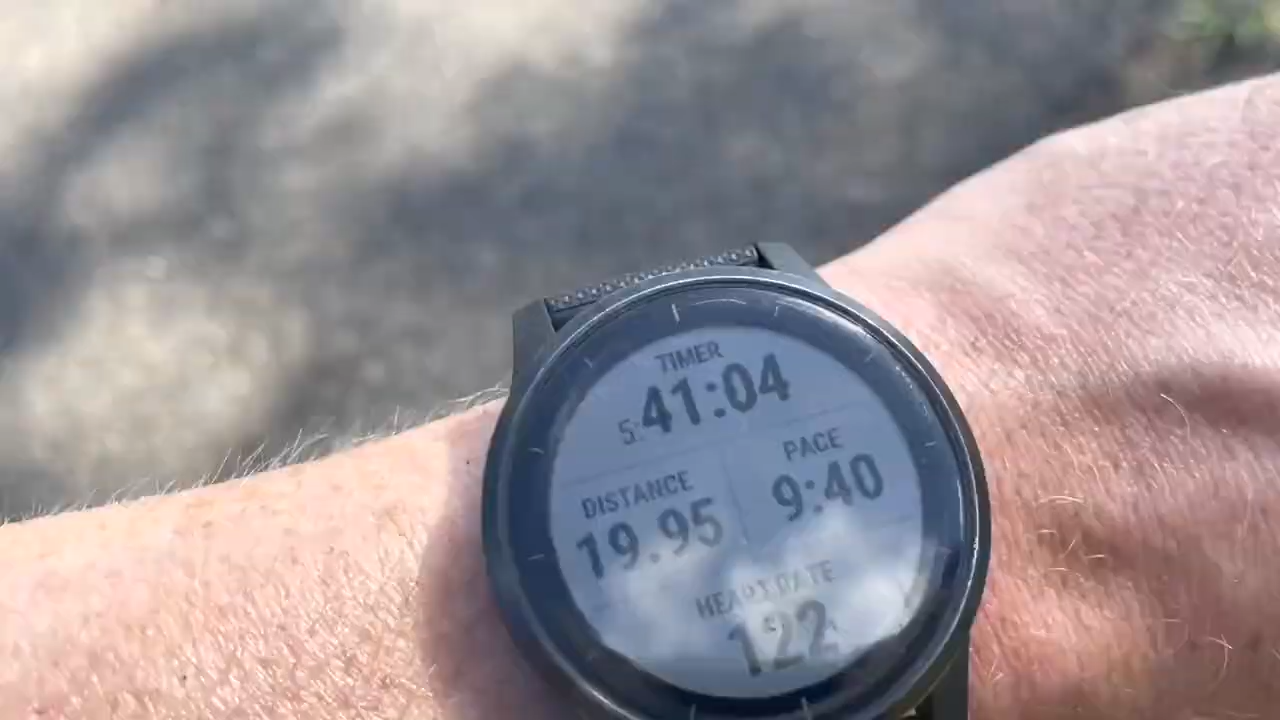 TIMER
5:41:04
DISTANCE
19.95
PACE
9:40
HEART RATE
122